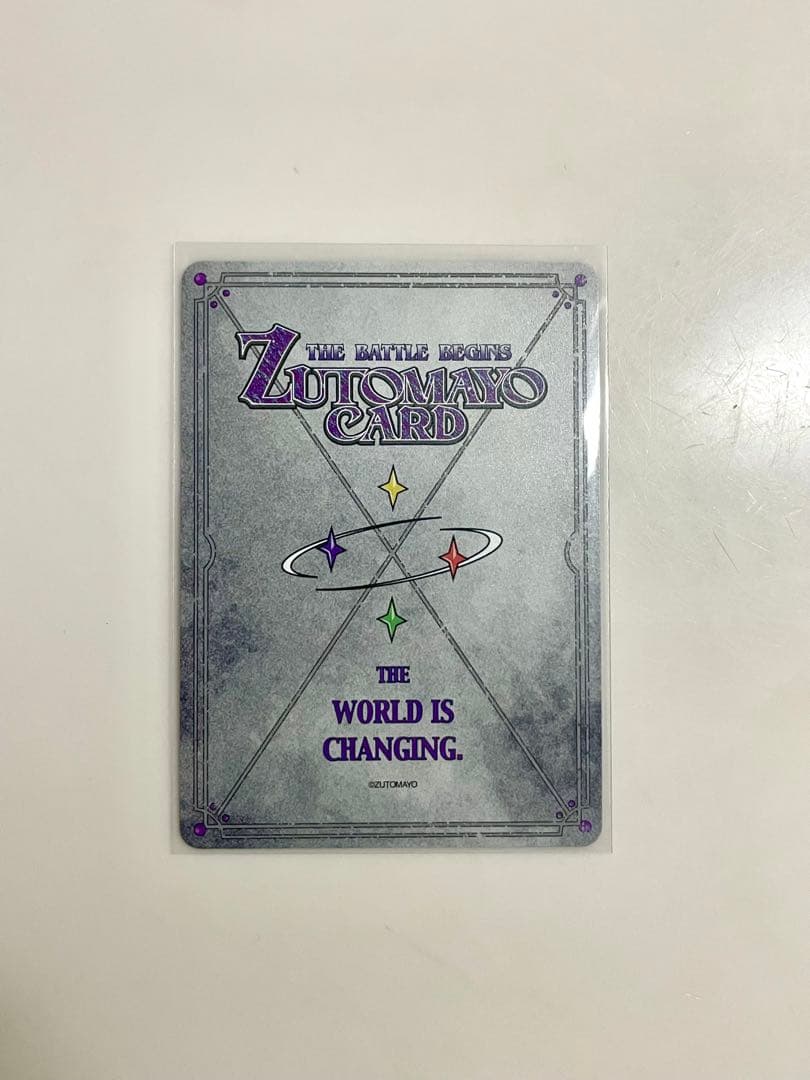 THE BATTLE BEGINS
ZUTOMAYO
CARD
THE
WORLD IS
CHANGING.
©ZUTOMAYO